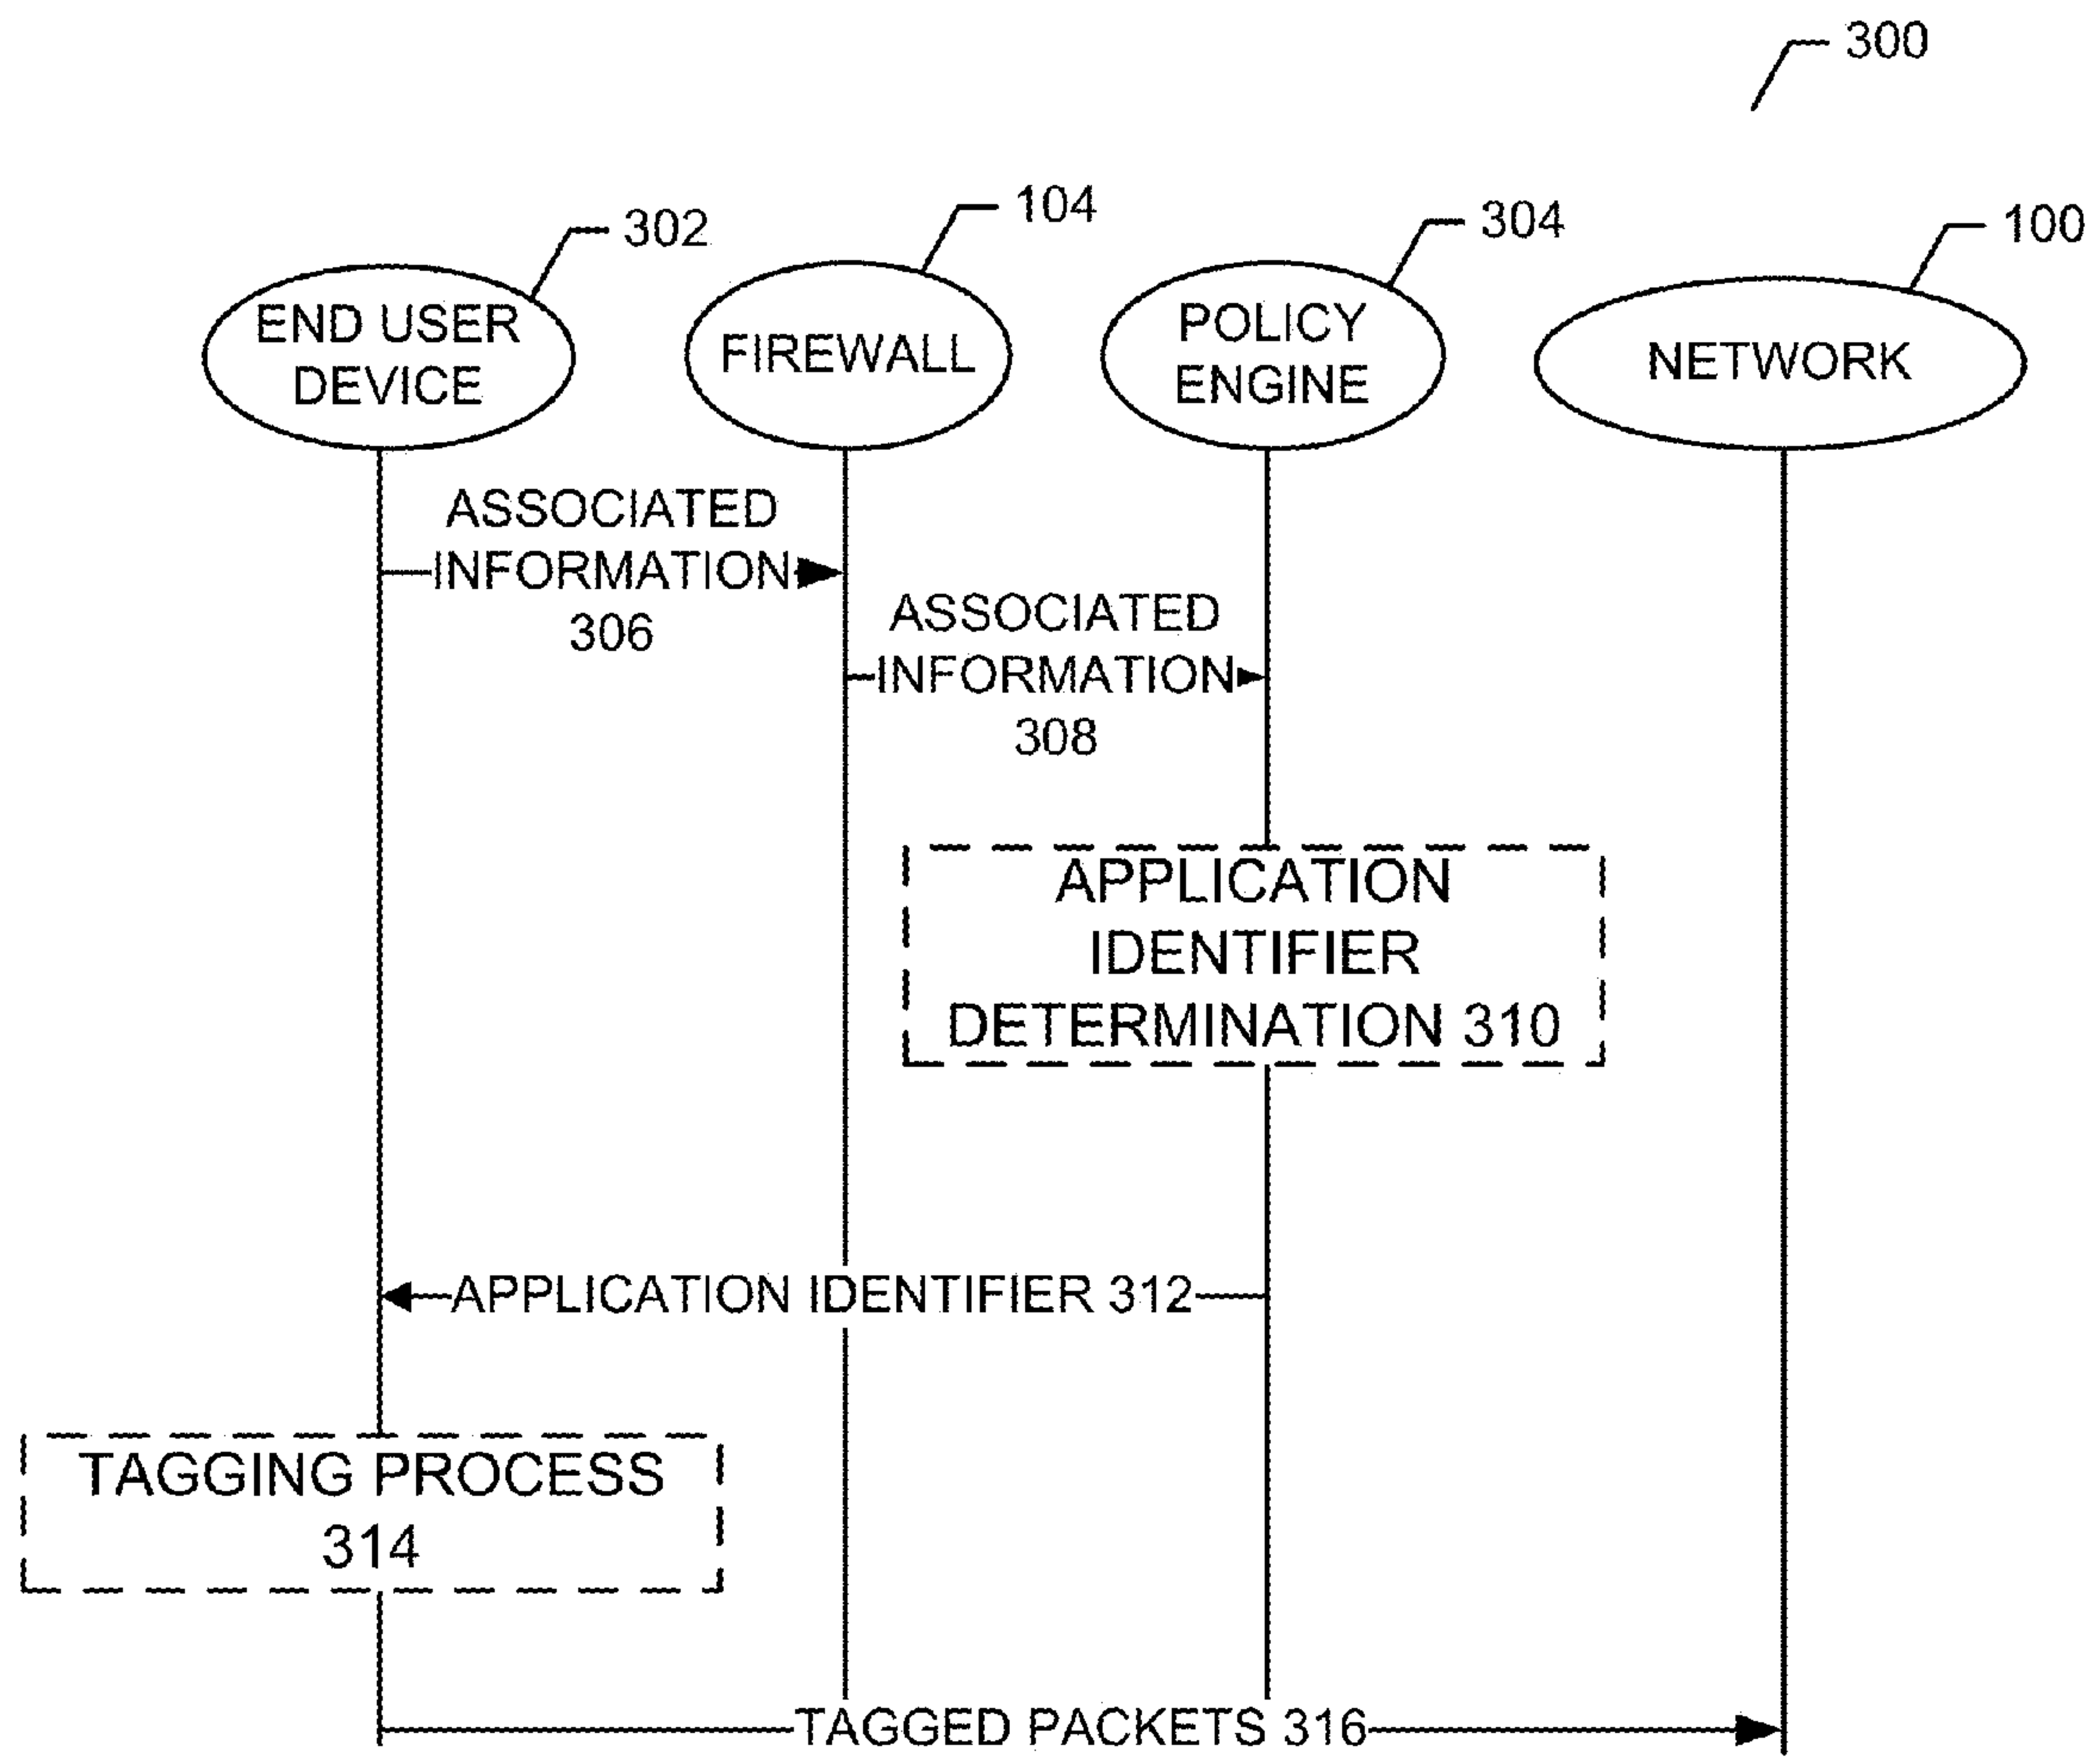 300
302
104
304
100
END USER
DEVICE
FIREWALL
POLICY
ENGINE
NETWORK
ASSOCIATED
INFORMATION
306
ASSOCIATED
INFORMATION
308
APPLICATION
IDENTIFIER
DETERMINATION 310
APPLICATION IDENTIFIER 312
TAGGING PROCESS
314
TAGGED PACKETS 316